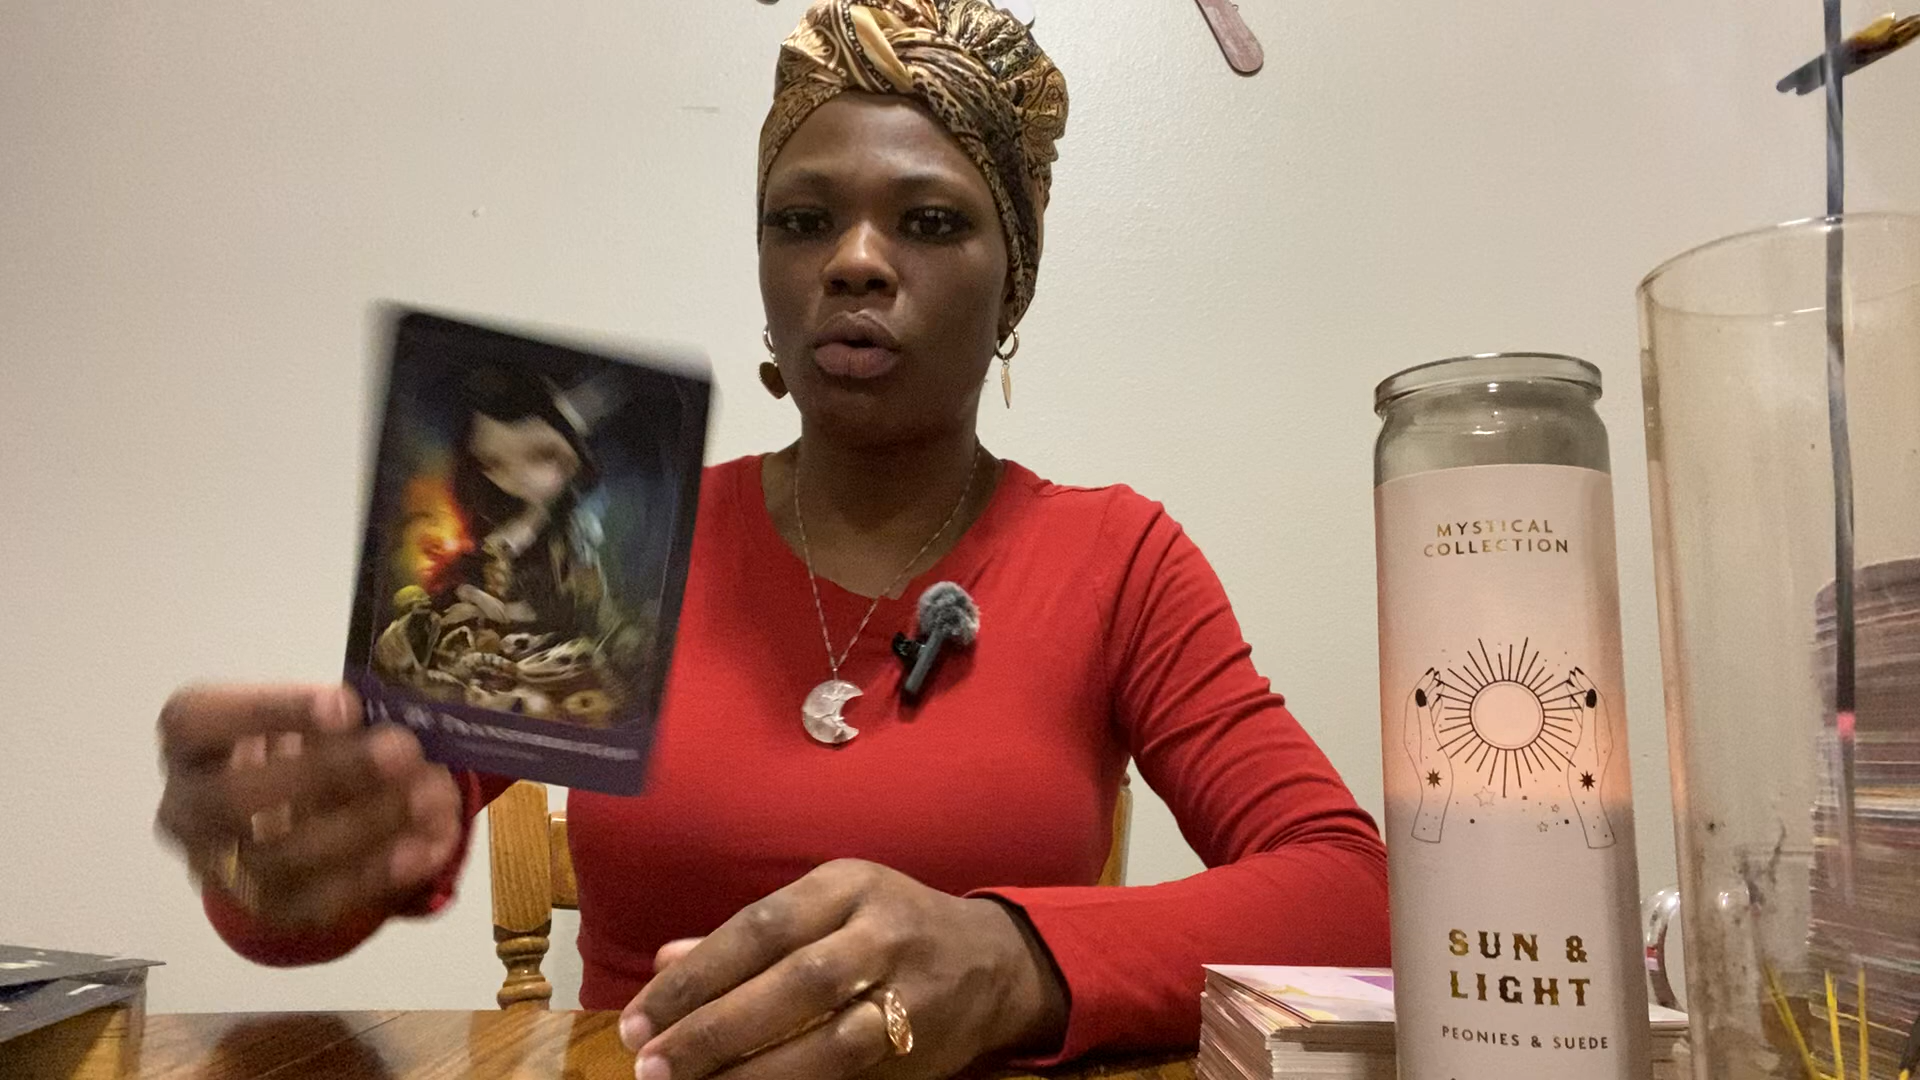 MYSTICAL
COLLECTION
SUN &
LIGHT
PEONIES & SUEDE